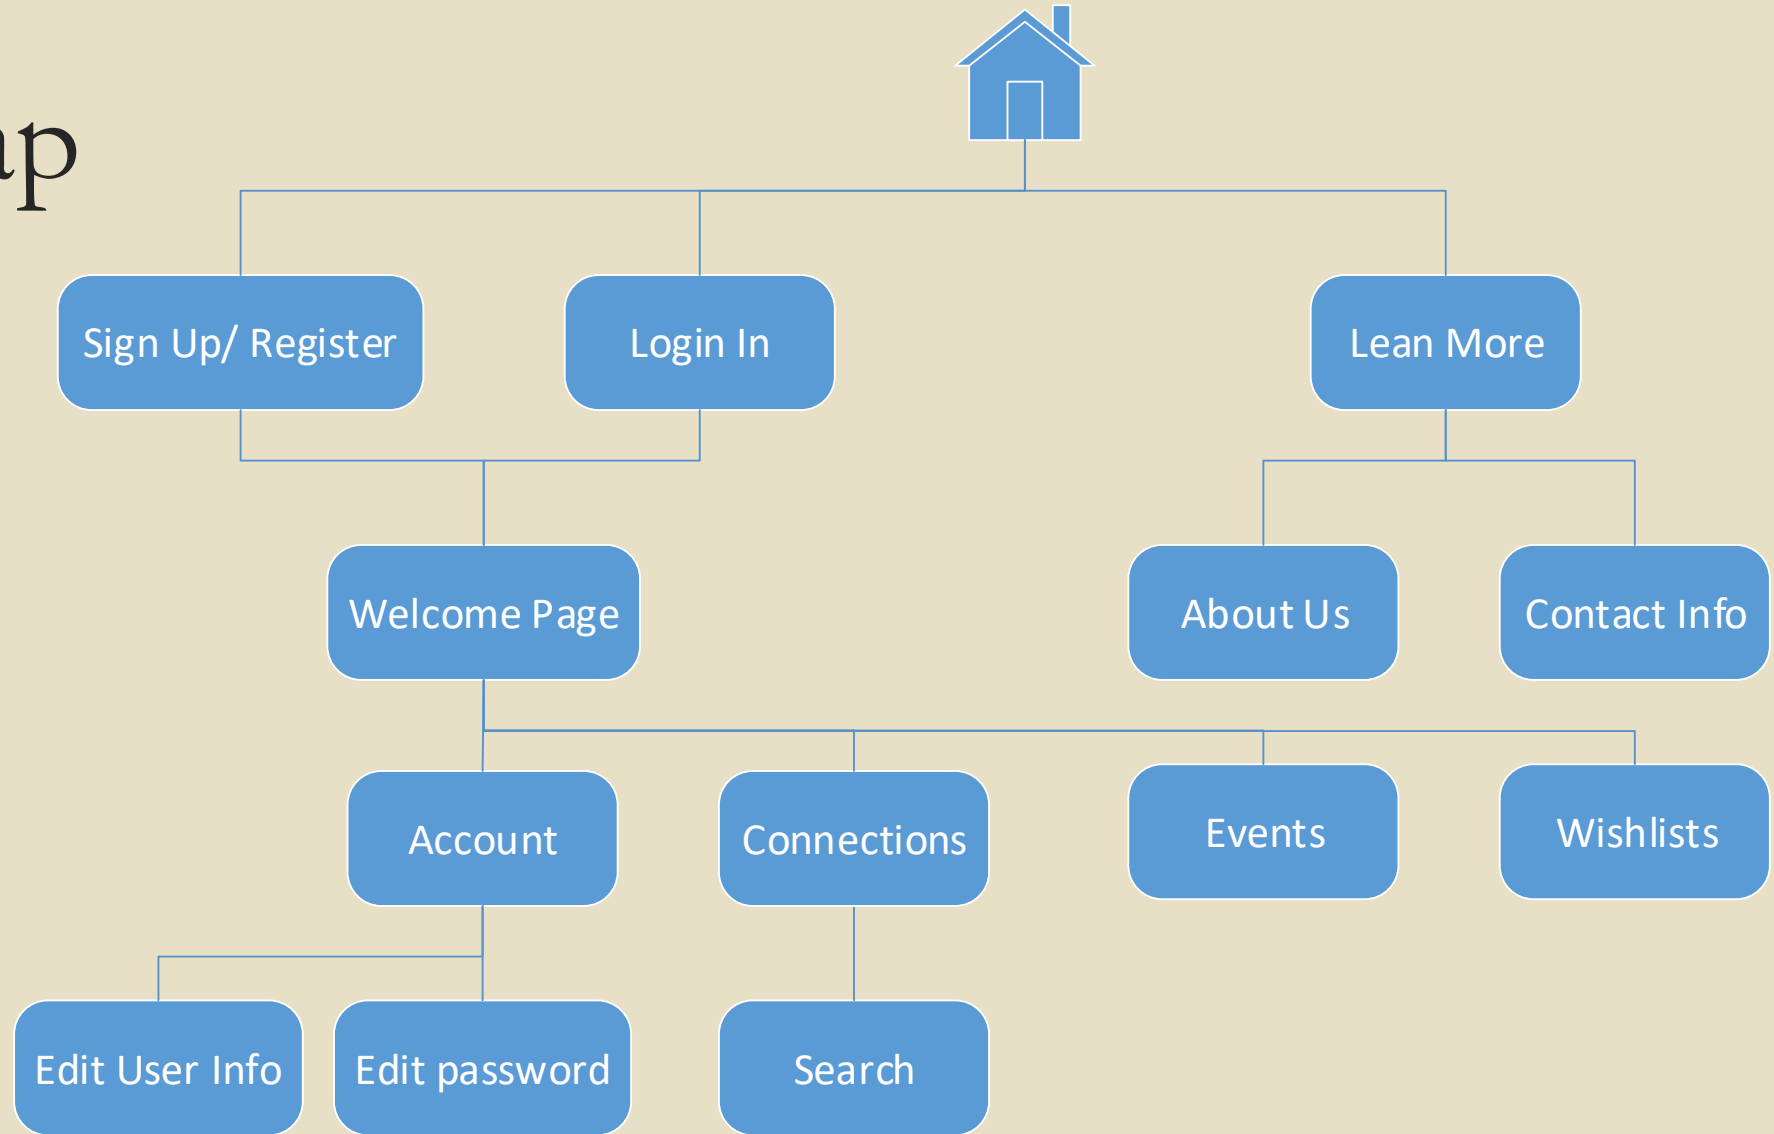 ap
Sign Up/ Register
Login In
Lean More
Welcome Page
About Us
Contact Info
Account
Connections
Events
Wishlists
Edit User Info
Edit password
Search